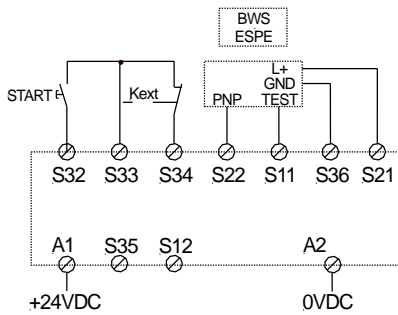 BWS
ESPE
L+
GND
PNP TEST
START Kext
S32 S33 S34 S22 S11 S36 S21
A1 S35 S12 A2
+24VDC 0VDC